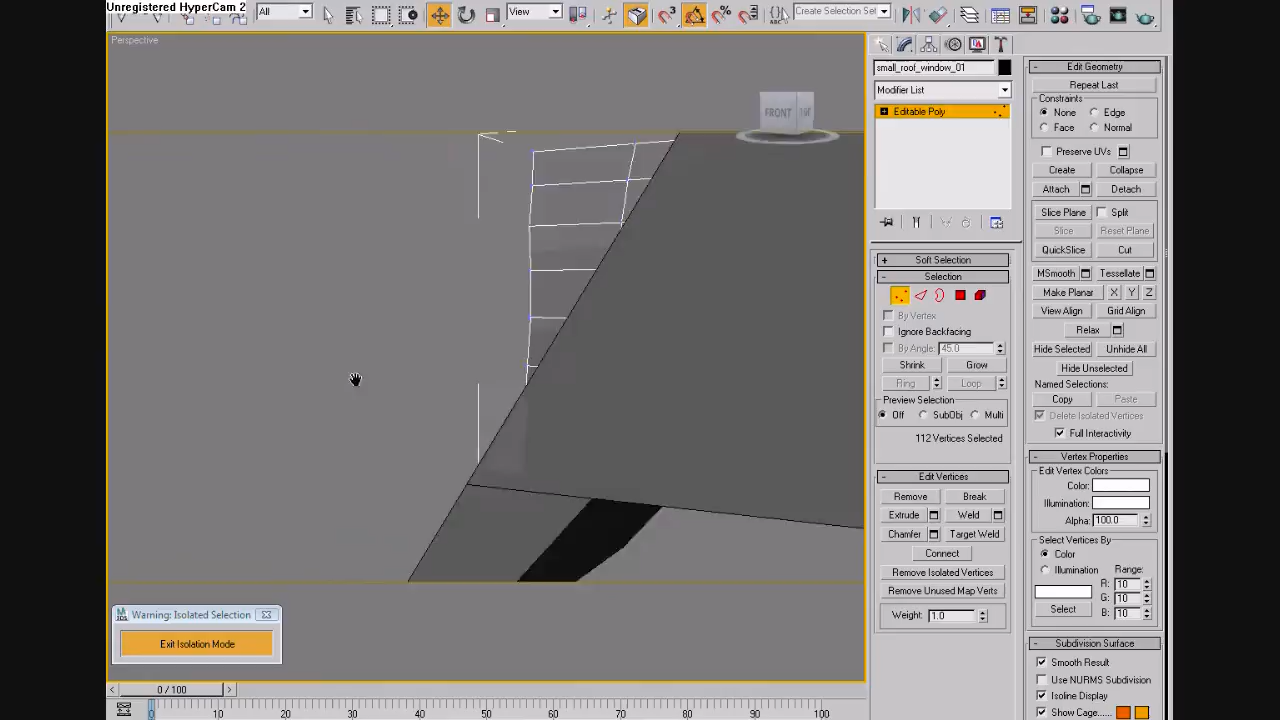 Unregistered HyperCam 2
All
View
Create Selection Set
Perspective
FRONT
small_roof_window_01
Modifier List
Editable Poly
Soft Selection
Selection
By Vertex
Ignore Backfacing
By Angle:
45.0
Shrink
Grow
Ring
Loop
Preview Selection
Off
SubObj
Multi
112 Vertices Selected
Edit Vertices
Remove
Break
Extrude
Weld
Chamfer
Target Weld
Connect
Remove Isolated Vertices
Remove Unused Map Verts
Weight:
1.0
Edit Geometry
Repeat Last
Constraints
None
Edge
Face
Normal
Preserve UVs
Create
Collapse
Attach
Detach
Slice Plane
Split
Slice
Reset Plane
QuickSlice
Cut
MSmooth
Tessellate
Make Planar
X
Y
Z
View Align
Grid Align
Relax
Hide Selected
Unhide All
Hide Unselected
Named Selections:
Copy
Paste
Delete Isolated Vertices
Full Interactivity
Vertex Properties
Edit Vertex Colors
Color:
Illumination:
Alpha:
100.0
Select Vertices By
Color
Illumination
Range:
R: 10
G: 10
B: 10
Select
Subdivision Surface
Smooth Result
Use NURMS Subdivision
Isoline Display
Show Cage......
Warning: Isolated Selection
Exit Isolation Mode
0 / 100
0 10 20 30 40 50 60 70 80 90 100